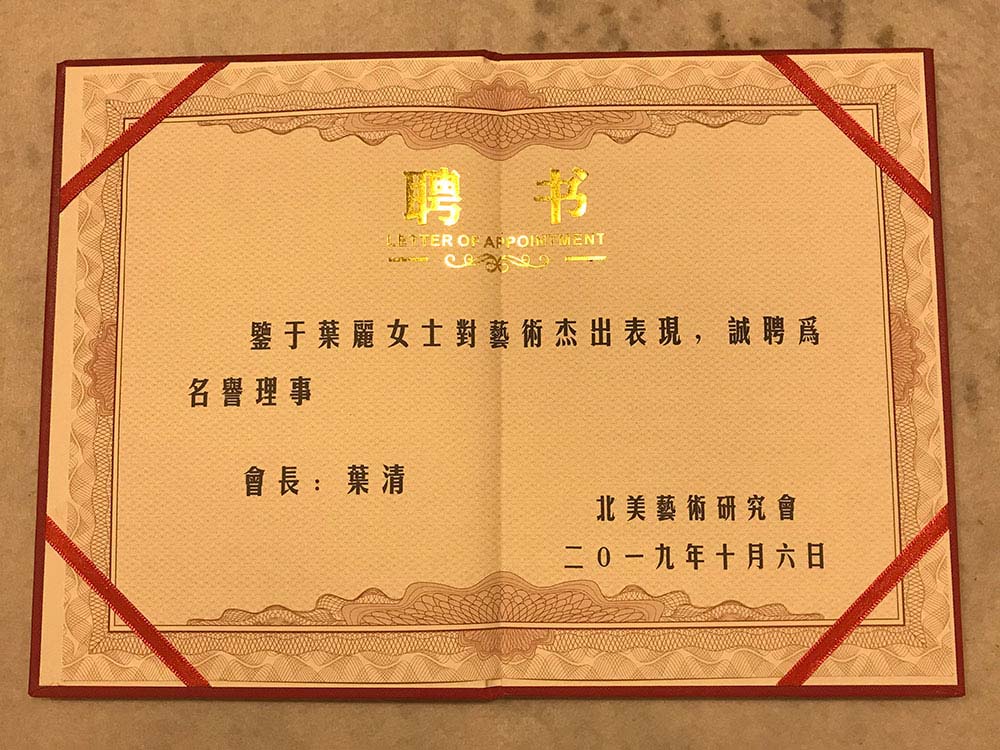 聘 书
LETTER OF APPOINTMENT
鑒于葉麗女士對藝術杰出表現，誠聘爲
名譽理事
會長：葉清
北美藝術研究會
二0一九年十月六日